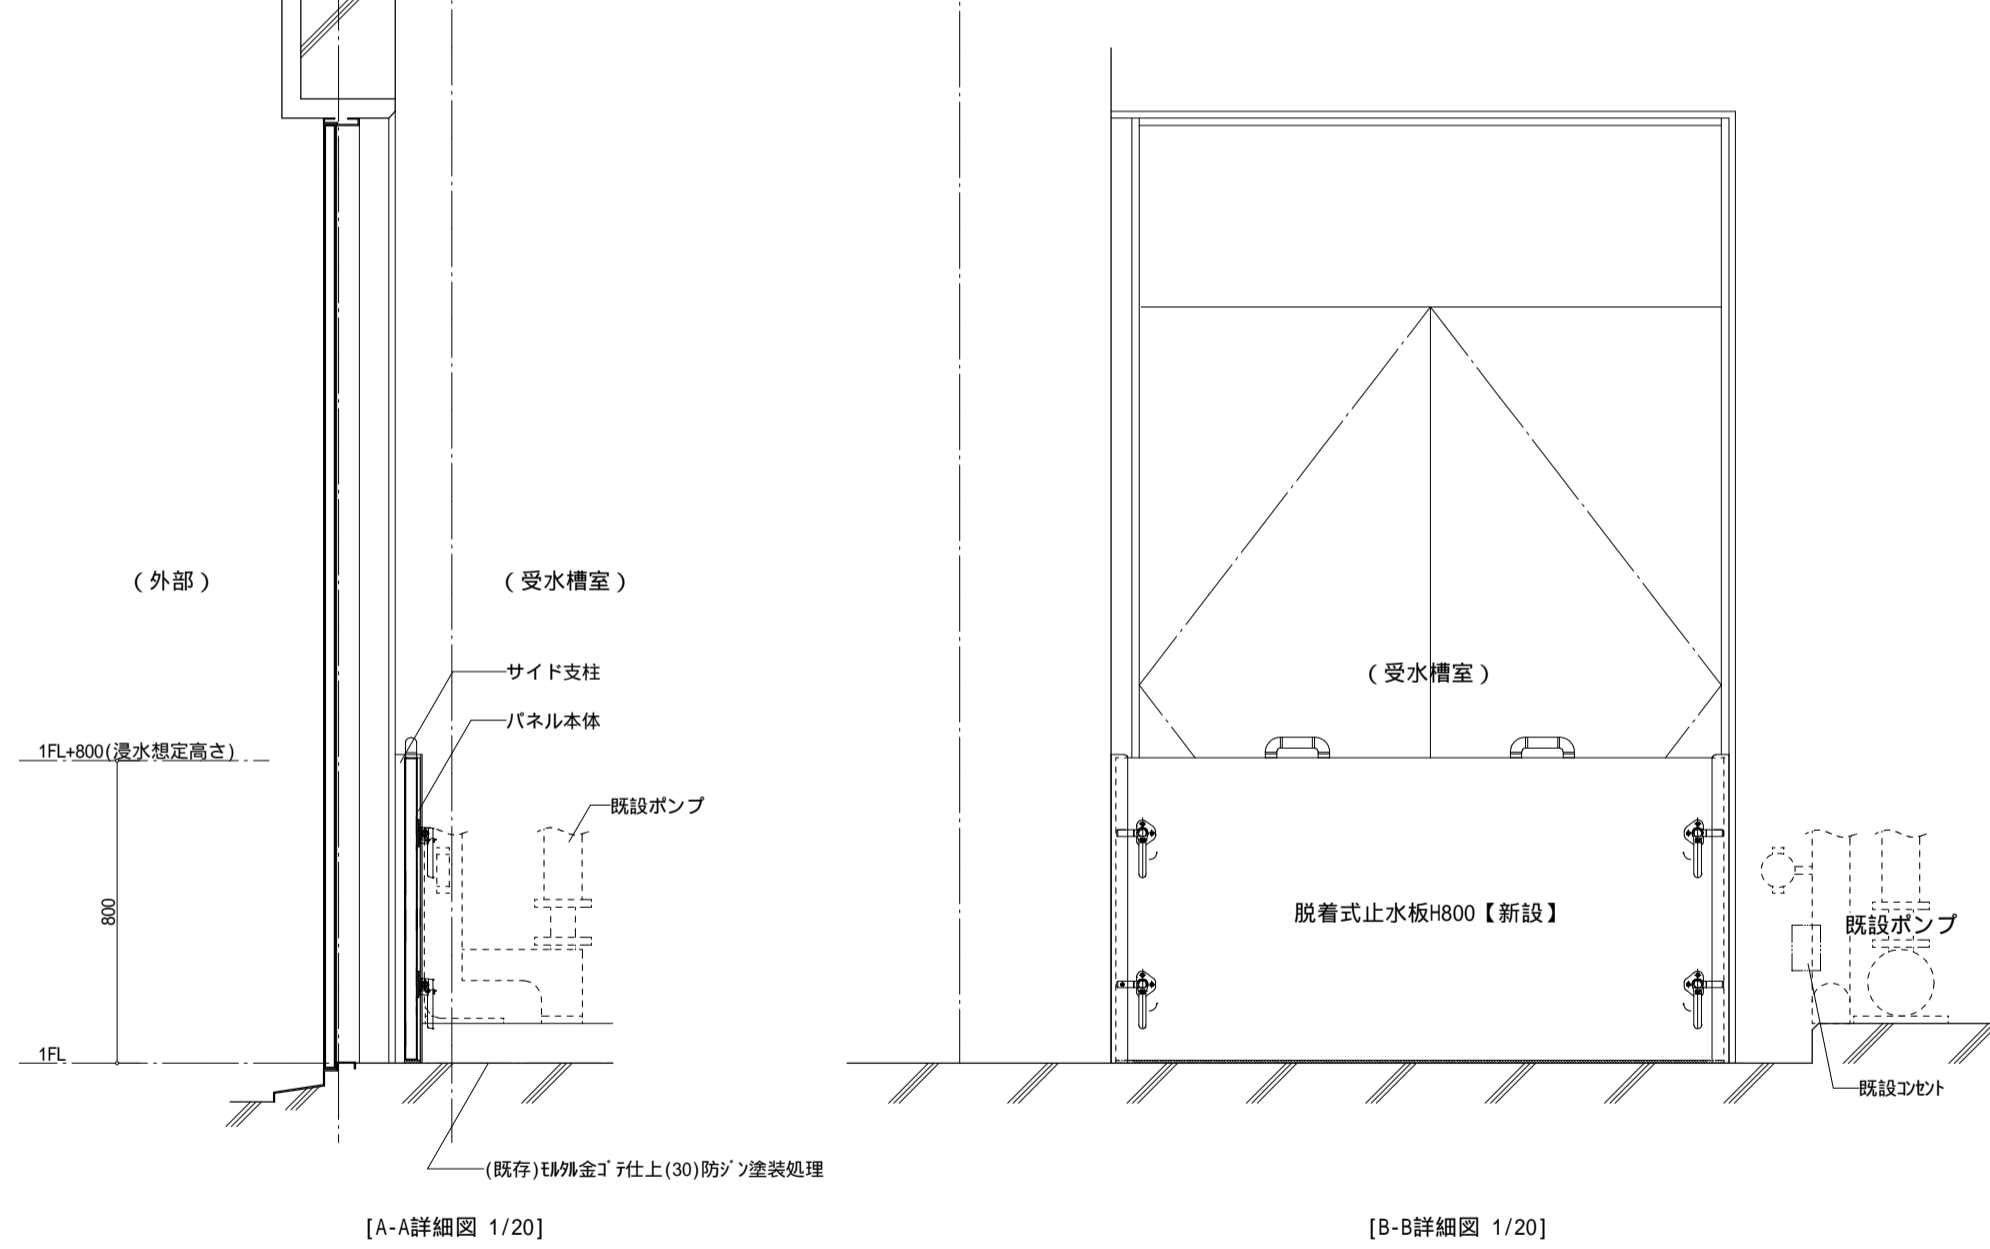 (外部)
(受水槽室)
サイド支柱
パネル本体
1FL+800(浸水想定高さ)
既設ポンプ
800
1FL
(既存)ﾓﾙﾀﾙ金ｺﾞﾃ仕上(30)防ｼﾞﾝ塗装処理
[A-A詳細図 1/20]
(受水槽室)
脱着式止水板H800【新設】
既設ポンプ
既設ｺﾝｾﾝﾄ
[B-B詳細図 1/20]